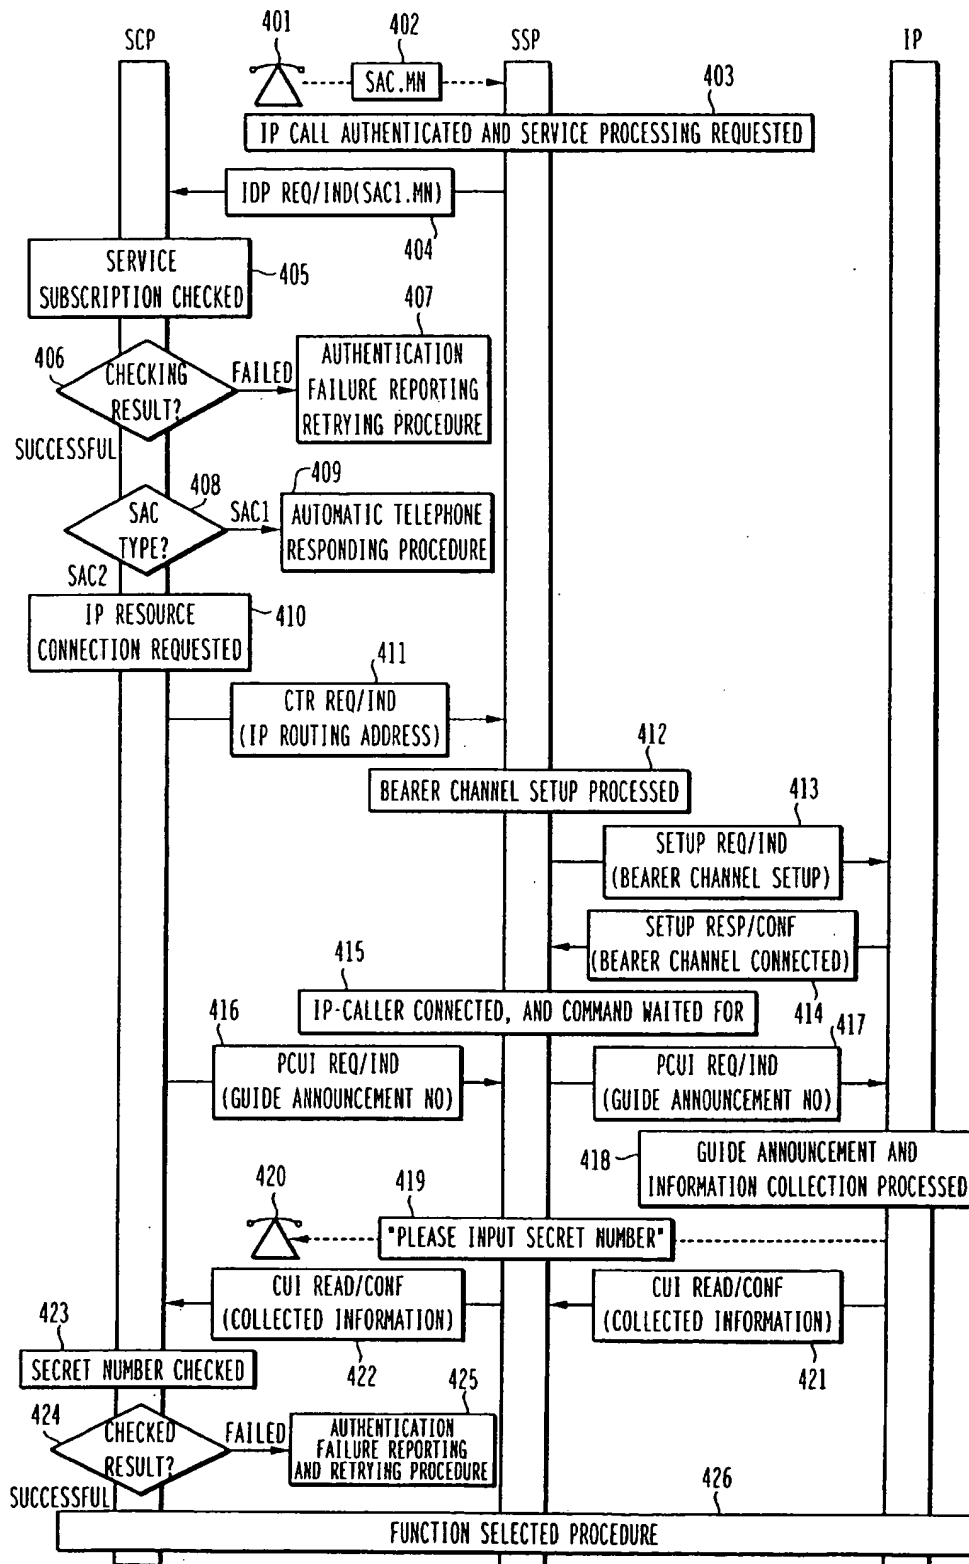 SCP
401
402
SSP
IP
SAC.MN
403
IP CALL AUTHENTICATED AND SERVICE PROCESSING REQUESTED
IDP REQ/IND(SAC1.MN)
404
SERVICE
SUBSCRIPTION CHECKED
405
407
406
CHECKING
RESULT?
FAILED
AUTHENTICATION
FAILURE REPORTING
RETRYING PROCEDURE
SUCCESSFUL
408
409
SAC
TYPE?
SAC1
AUTOMATIC TELEPHONE
RESPONDING PROCEDURE
SAC2
IP RESOURCE
CONNECTION REQUESTED
410
411
CTR REQ/IND
(IP ROUTING ADDRESS)
412
BEARER CHANNEL SETUP PROCESSED
413
SETUP REQ/IND
(BEARER CHANNEL SETUP)
SETUP RESP/CONF
(BEARER CHANNEL CONNECTED)
414
415
IP-CALLER CONNECTED, AND COMMAND WAITED FOR
416
417
PCUI REQ/IND
(GUIDE ANNOUNCEMENT NO)
PCUI REQ/IND
(GUIDE ANNOUNCEMENT NO)
418
GUIDE ANNOUNCEMENT AND
INFORMATION COLLECTION PROCESSED
420
419
"PLEASE INPUT SECRET NUMBER"
CUI READ/CONF
(COLLECTED INFORMATION)
422
CUI READ/CONF
(COLLECTED INFORMATION)
421
423
SECRET NUMBER CHECKED
424
CHECKED
RESULT?
FAILED
425
AUTHENTICATION
FAILURE REPORTING
AND RETRYING PROCEDURE
SUCCESSFUL
426
FUNCTION SELECTED PROCEDURE